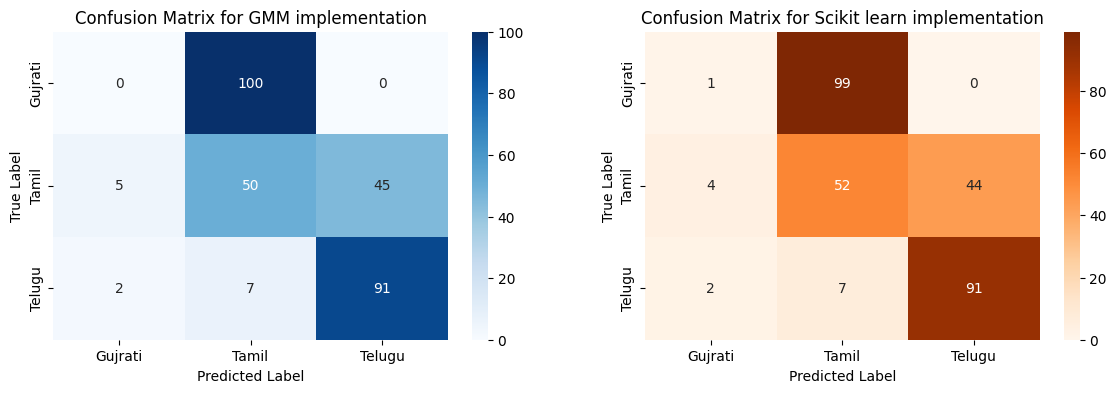 Confusion Matrix for GMM implementation
True Label
Gujrati
Tamil
Telugu
0 100 0
5 50 45
2 7 91
Gujrati Tamil Telugu
Predicted Label
100
80
60
40
20
0
Confusion Matrix for Scikit learn implementation
True Label
Gujrati
Tamil
Telugu
1 99 0
4 52 44
2 7 91
Gujrati Tamil Telugu
Predicted Label
80
60
40
20
0